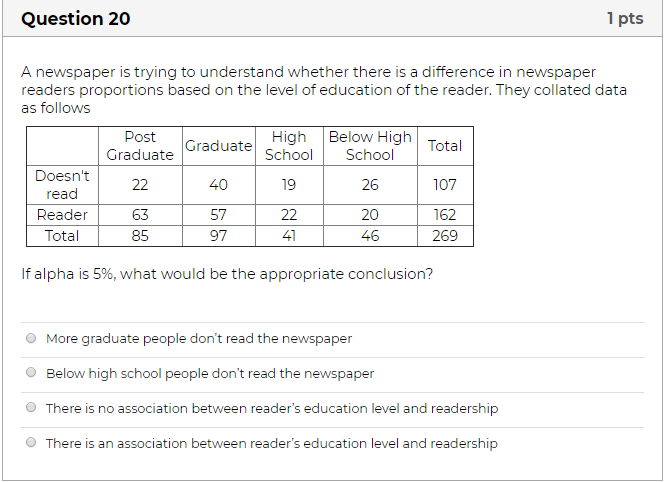 Question 20
1 pts
A newspaper is trying to understand whether there is a difference in newspaper
readers proportions based on the level of education of the reader. They collated data
as follows
Post Graduate Graduate High School Below High School Total
Doesn't read 22 40 19 26 107
Reader 63 57 22 20 162
Total 85 97 41 46 269
If alpha is 5%, what would be the appropriate conclusion?
More graduate people don't read the newspaper
Below high school people don't read the newspaper
There is no association between reader's education level and readership
There is an association between reader's education level and readership